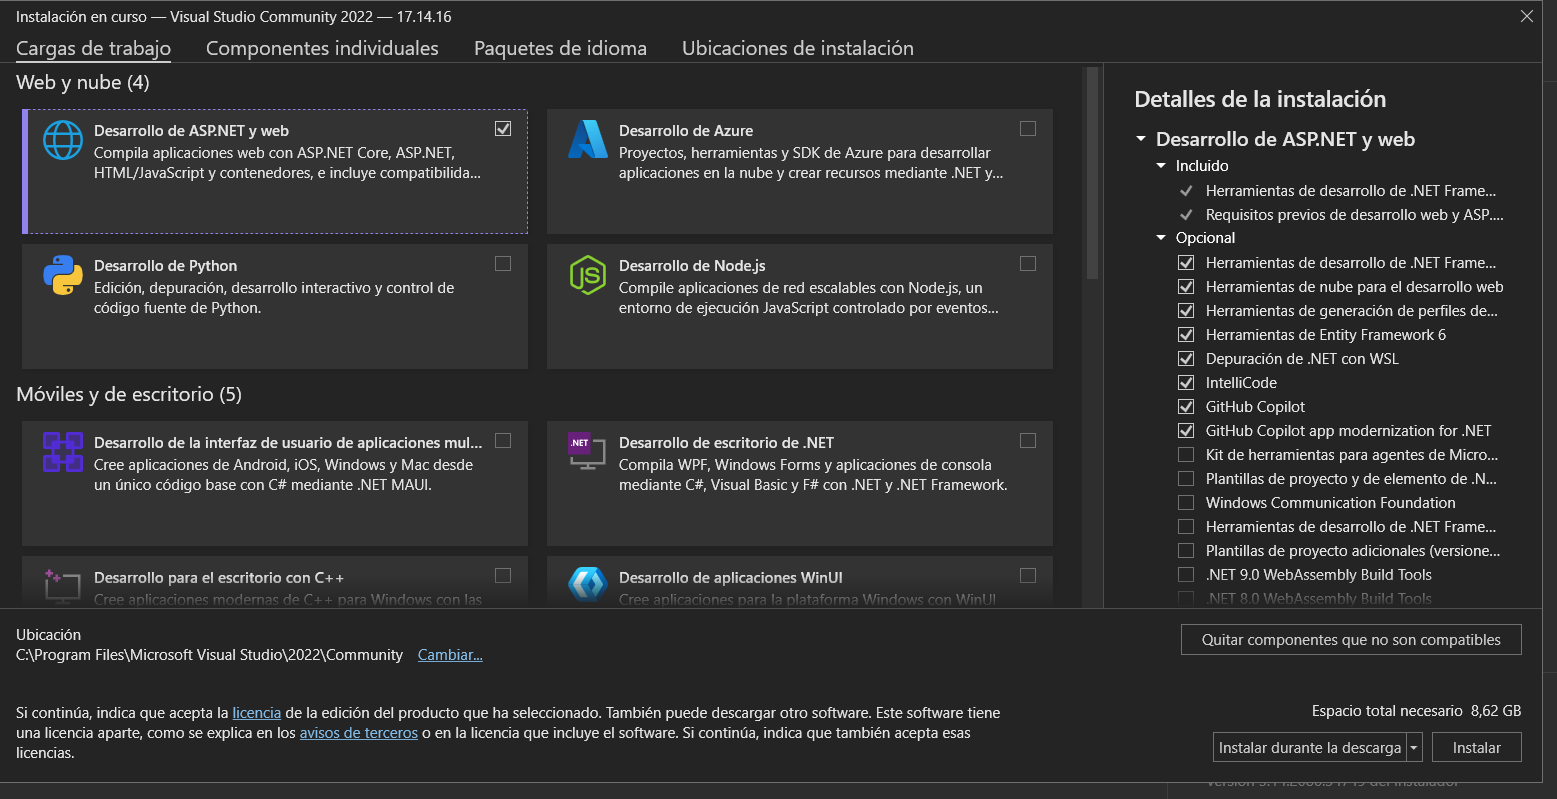 Instalación en curso — Visual Studio Community 2022 — 17.14.16
Cargas de trabajo
Componentes individuales
Paquetes de idioma
Ubicaciones de instalación
Web y nube (4)
Desarrollo de ASP.NET y web
Compila aplicaciones web con ASP.NET Core, ASP.NET,
HTML/JavaScript y contenedores, e incluye compatibilida...
Desarrollo de Azure
Proyectos, herramientas y SDK de Azure para desarrollar
aplicaciones en la nube y crear recursos mediante .NET y...
Desarrollo de Python
Edición, depuración, desarrollo interactivo y control de
código fuente de Python.
JS
Desarrollo de Node.js
Compile aplicaciones de red escalables con Node.js, un
entorno de ejecución JavaScript controlado por eventos...
Móviles y de escritorio (5)
Desarrollo de la interfaz de usuario de aplicaciones mul...
Cree aplicaciones de Android, iOS, Windows y Mac desde
un único código base con C# mediante .NET MAUI.
.NET
Desarrollo de escritorio de .NET
Compila WPF, Windows Forms y aplicaciones de consola
mediante C#, Visual Basic y F# con .NET y .NET Framework.
Desarrollo para el escritorio con C++
Cree aplicaciones modernas de C++ para Windows con las
Desarrollo de aplicaciones WinUI
Cree aplicaciones para la plataforma Windows con WinUI
Detalles de la instalación
Desarrollo de ASP.NET y web
Incluido
Herramientas de desarrollo de .NET Frame...
Requisitos previos de desarrollo web y ASP....
Opcional
Herramientas de desarrollo de .NET Frame...
Herramientas de nube para el desarrollo web
Herramientas de generación de perfiles de...
Herramientas de Entity Framework 6
Depuración de .NET con WSL
IntelliCode
GitHub Copilot
GitHub Copilot app modernization for .NET
Kit de herramientas para agentes de Micro...
Plantillas de proyecto y de elemento de .N...
Windows Communication Foundation
Herramientas de desarrollo de .NET Frame...
Plantillas de proyecto adicionales (versione...
.NET 9.0 WebAssembly Build Tools
.NET 8.0 WebAssembly Build Tools
Ubicación
C:\Program Files\Microsoft Visual Studio\2022\Community
Cambiar...
Quitar componentes que no son compatibles
Si continúa, indica que acepta la licencia de la edición del producto que ha seleccionado. También puede descargar otro software. Este software tiene
una licencia aparte, como se explica en los avisos de terceros o en la licencia que incluye el software. Si continúa, indica que también acepta esas
licencias.
Espacio total necesario 8,62 GB
Instalar durante la descarga
Instalar
del instalador